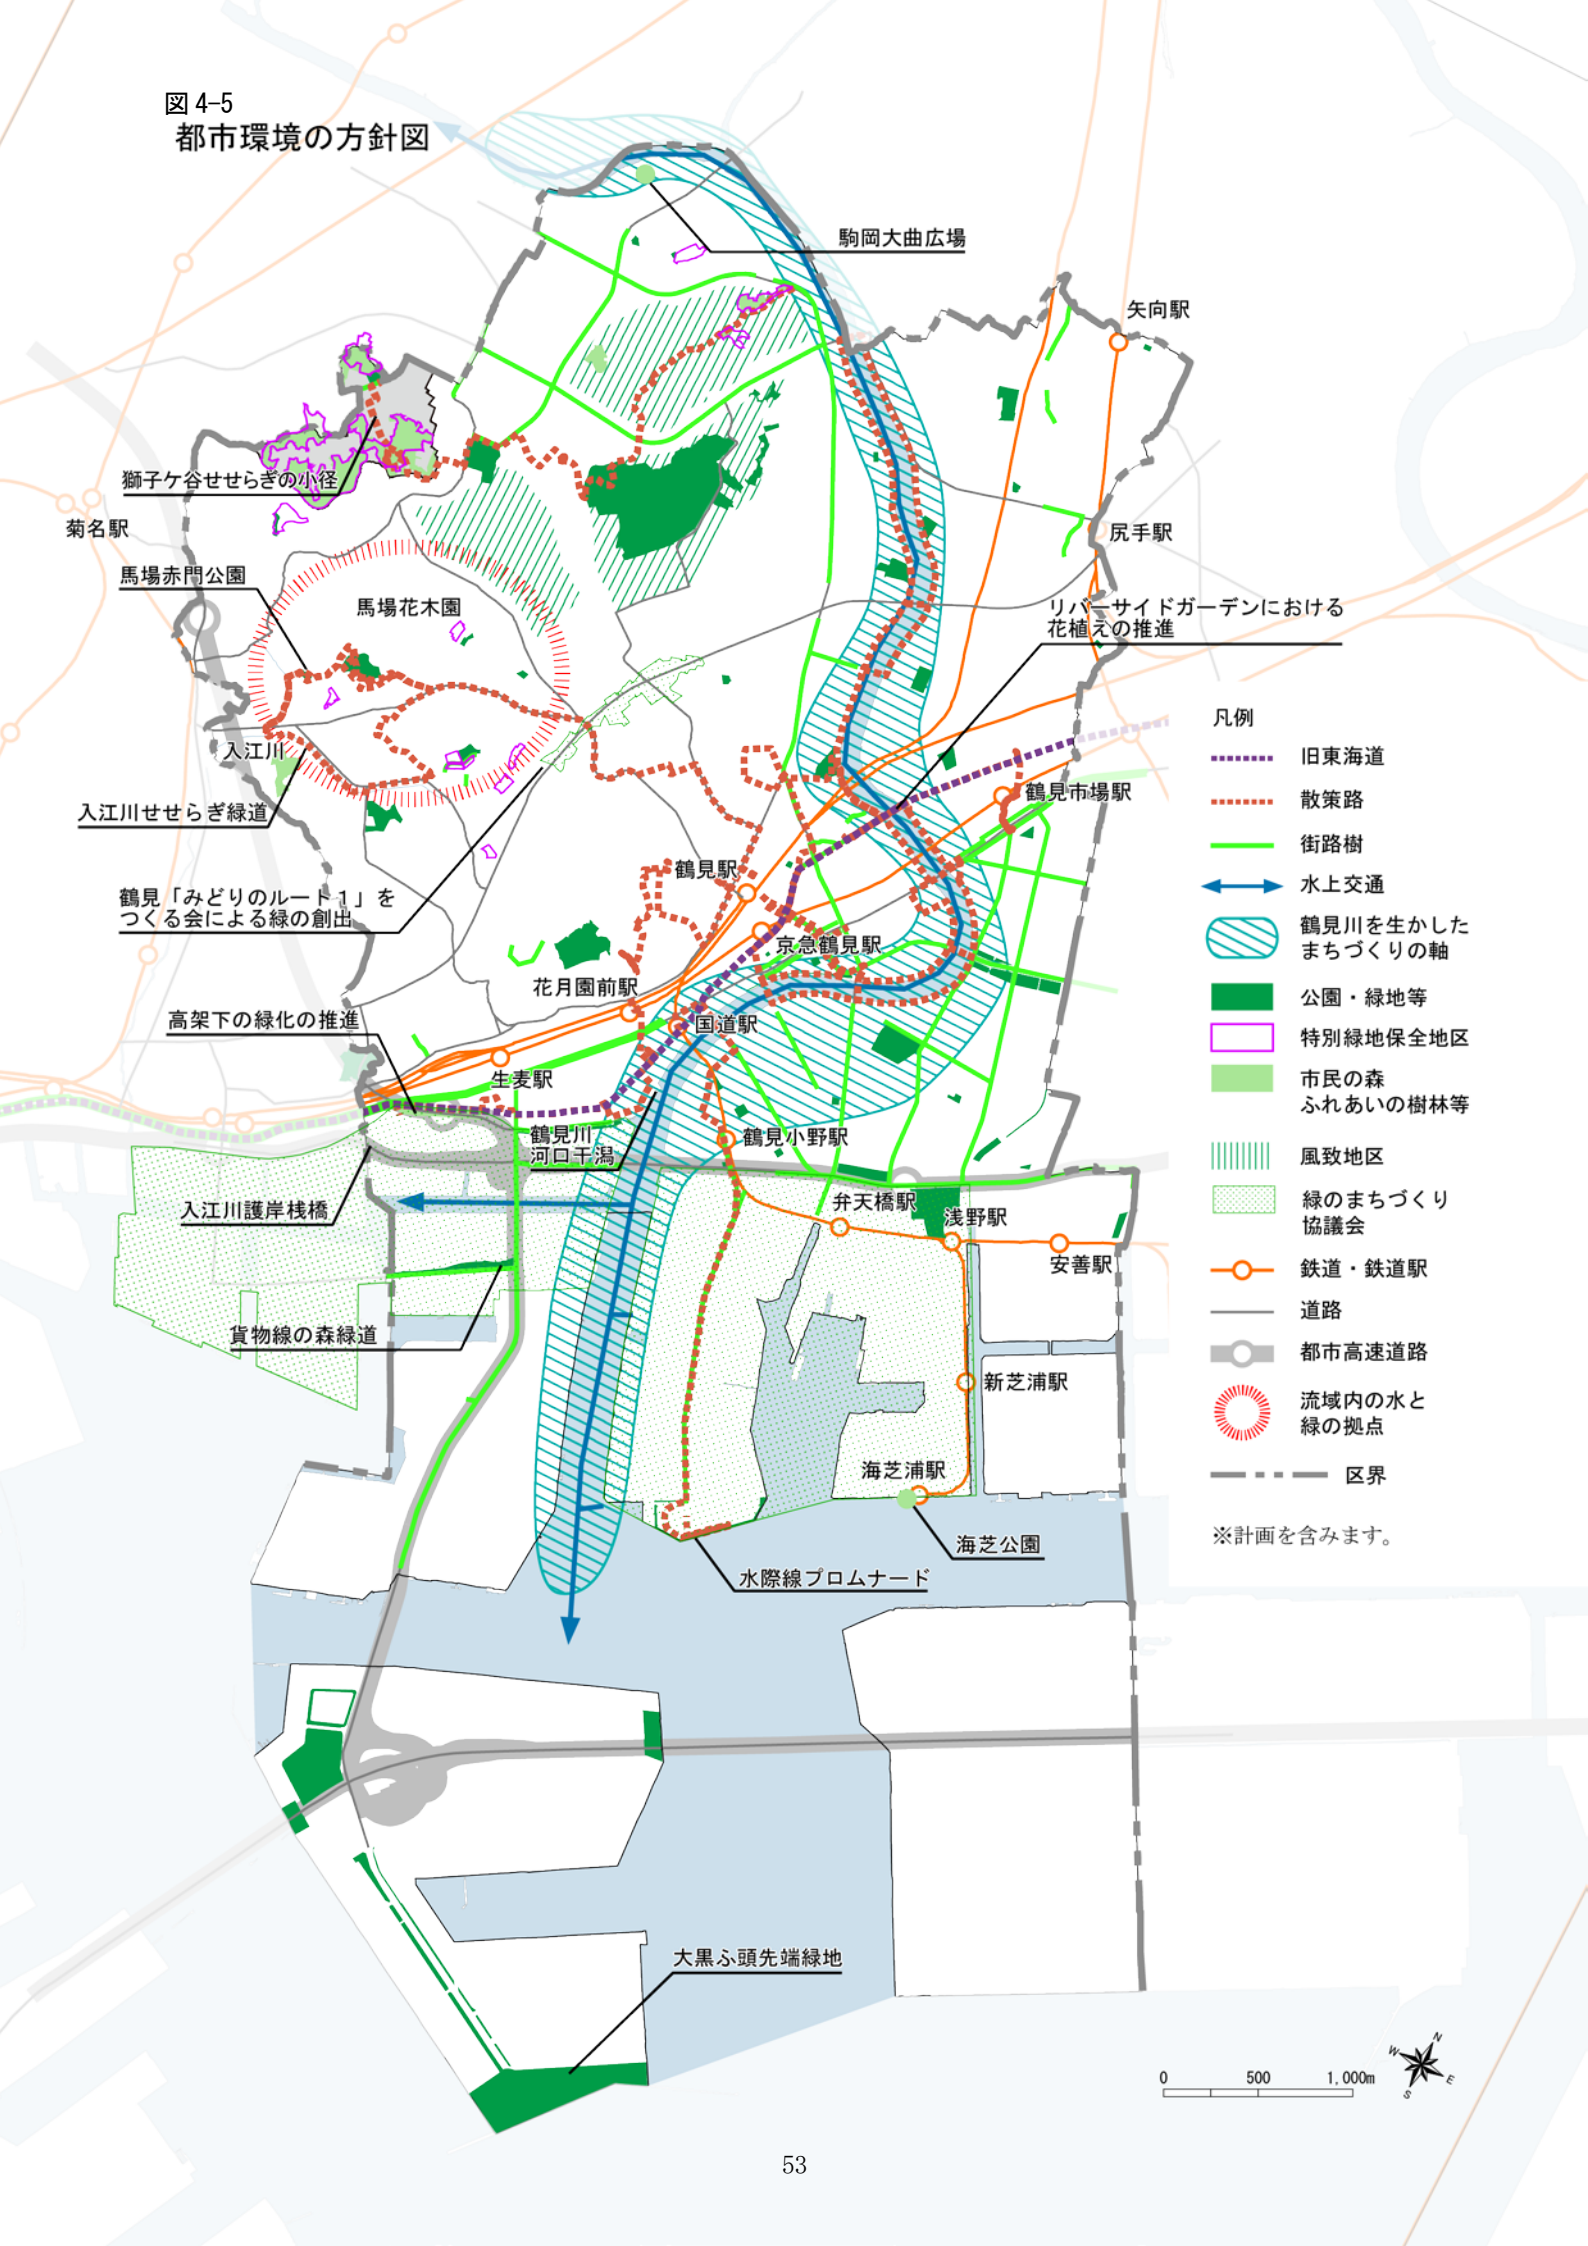 図 4-5
都市環境の方針図
駒岡大曲広場
矢向駅
獅子ケ谷せせらぎの小径
菊名駅
尻手駅
馬場赤門公園
馬場花木園
リバーサイドガーデンにおける
花植えの推進
入江川
入江川せせらぎ緑道
鶴見市場駅
鶴見駅
鶴見「みどりのルート１」を
つくる会による緑の創出
京急鶴見駅
花月園前駅
高架下の緑化の推進
国道駅
生麦駅
鶴見川
河口干潟
鶴見小野駅
入江川護岸桟橋
弁天橋駅
浅野駅
安善駅
貨物線の森緑道
新芝浦駅
海芝浦駅
海芝公園
水際線プロムナード
大黒ふ頭先端緑地
凡例
旧東海道
散策路
街路樹
水上交通
鶴見川を生かした
まちづくりの軸
公園・緑地等
特別緑地保全地区
市民の森
ふれあいの樹林等
風致地区
緑のまちづくり
協議会
鉄道・鉄道駅
道路
都市高速道路
流域内の水と
緑の拠点
区界
※計画を含みます。
N
W
E
S
0 500 1,000m
53